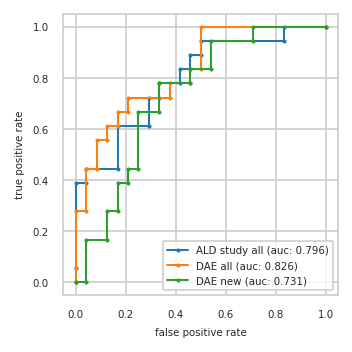 1.0
0.8
0.6
0.4
0.2
0.0
true positive rate
ALD study all (auc: 0.796)
DAE all (auc: 0.826)
DAE new (auc: 0.731)
0.0 0.2 0.4 0.6 0.8 1.0
false positive rate